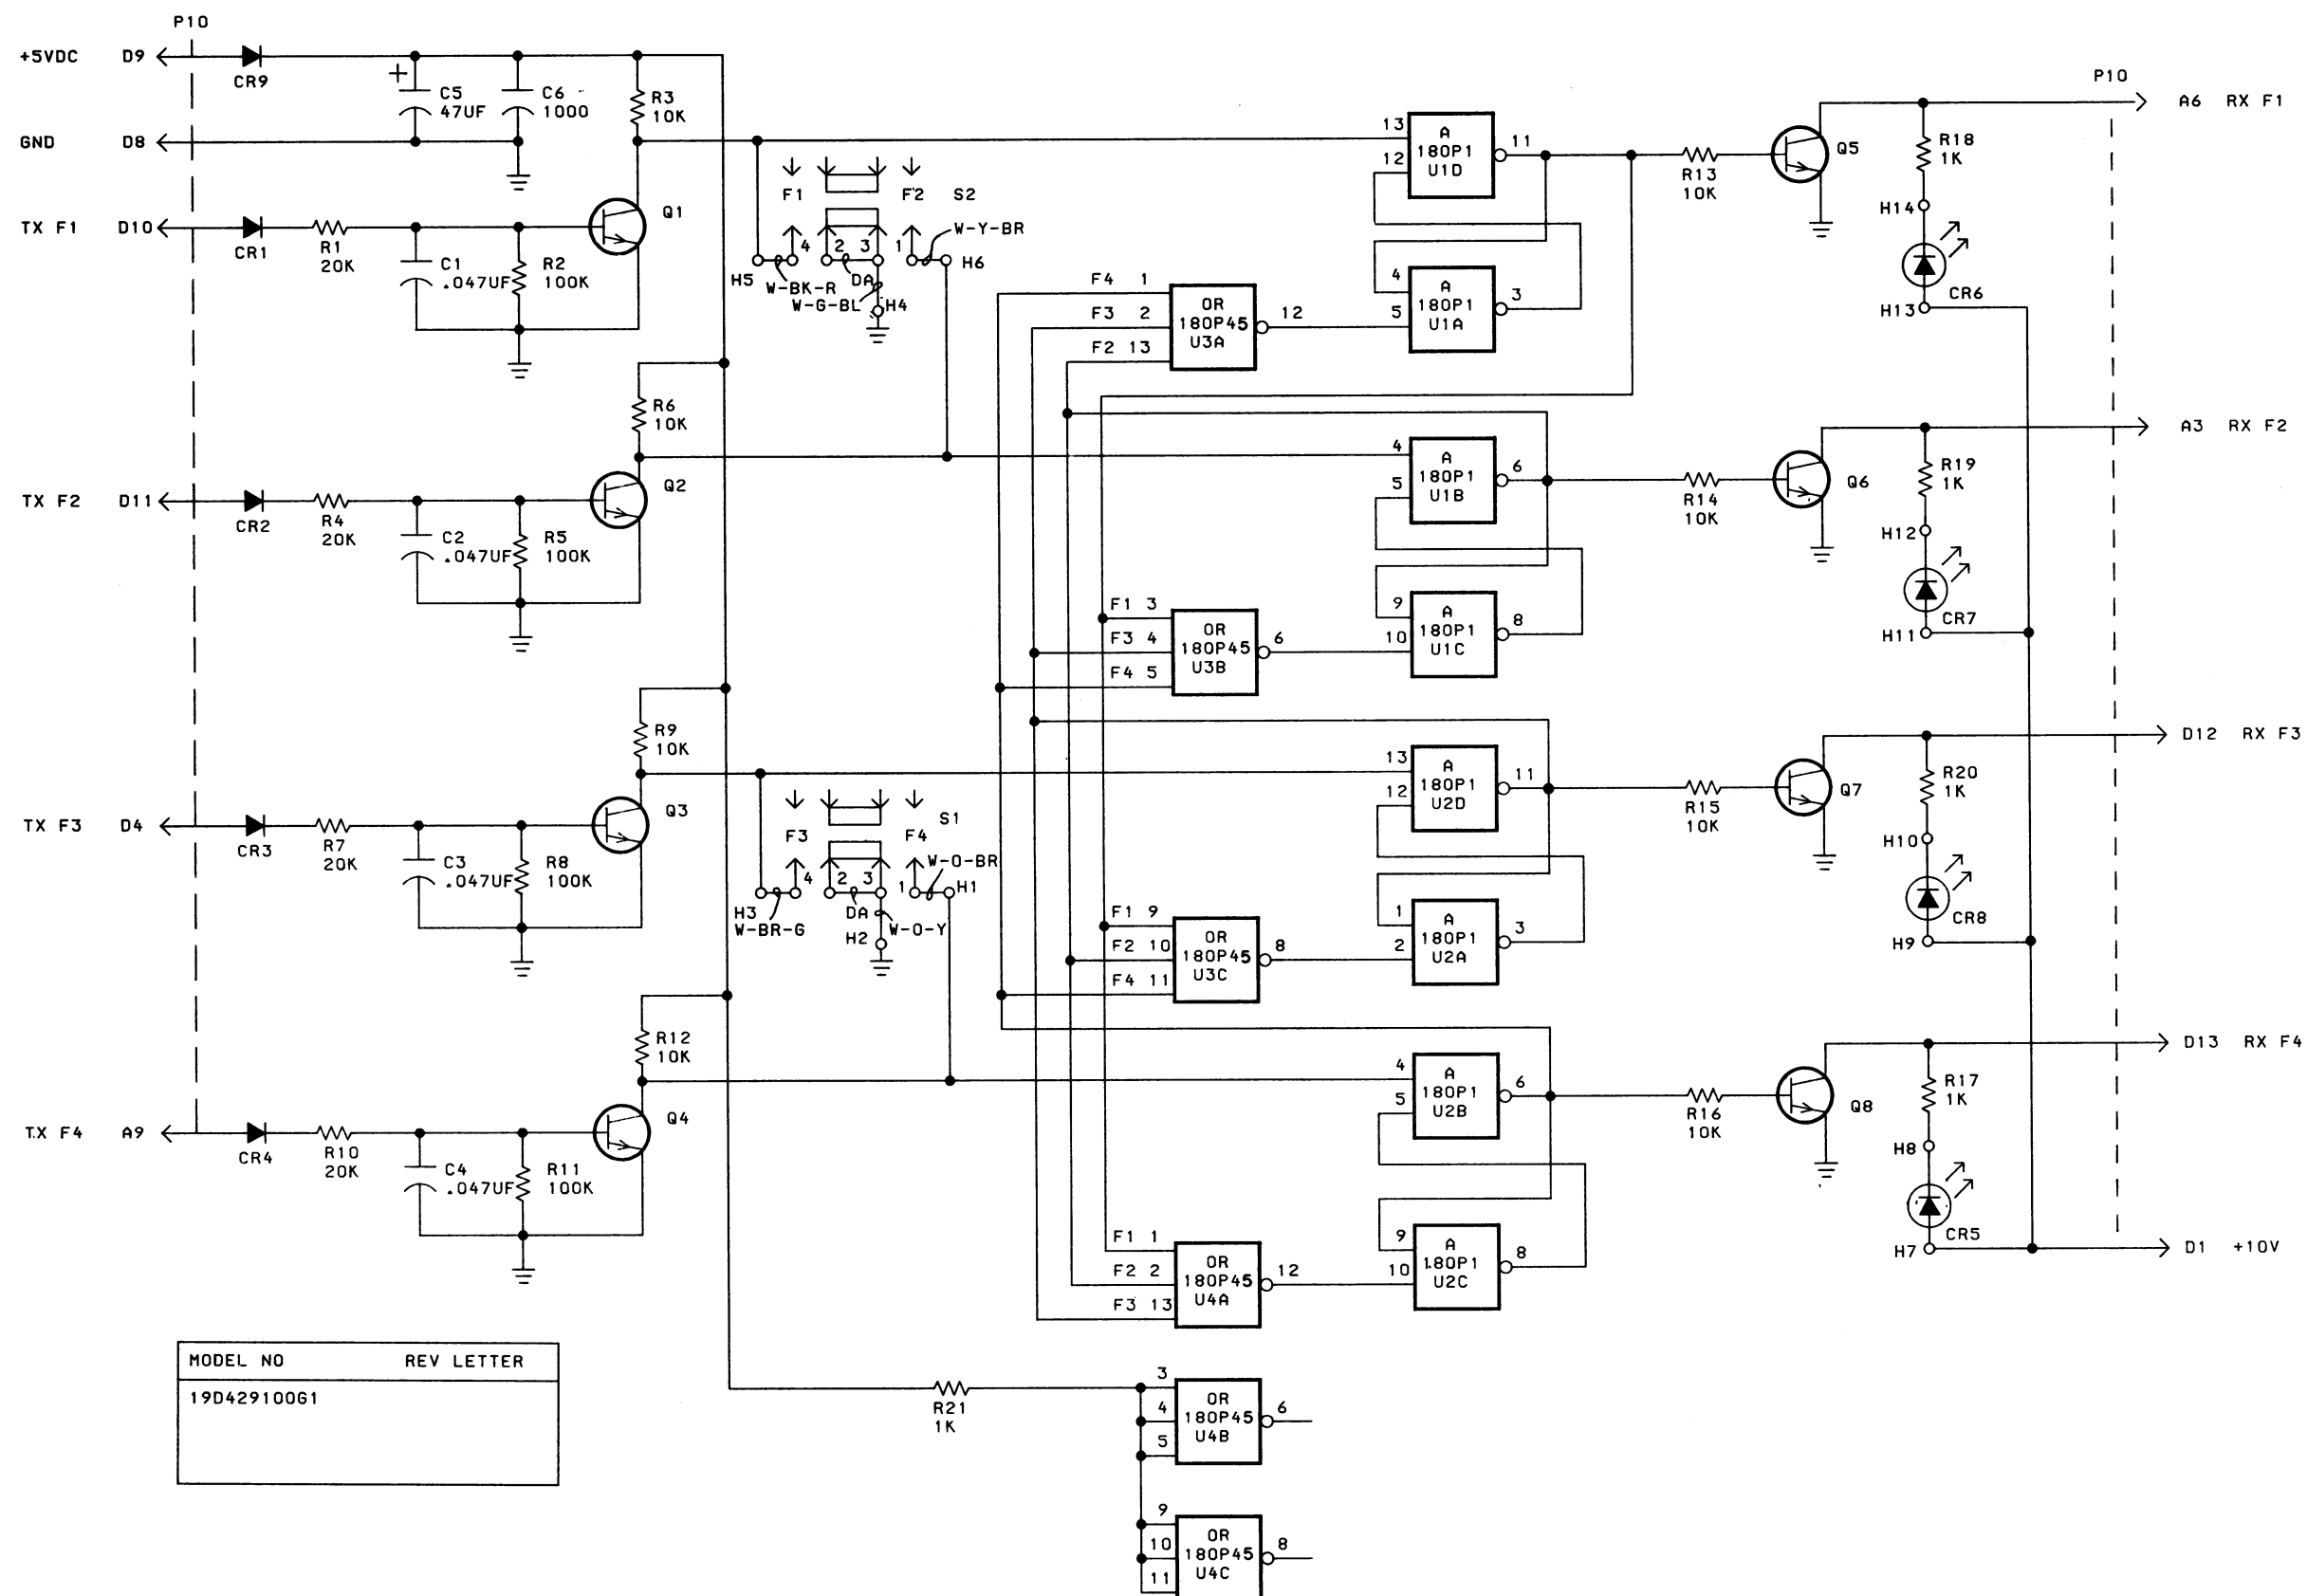 P10
+5VDC D9
CR9
+
C5
47UF
C6
1000
R3
10K
GND D8
TX F1 D10
CR1
R1
20K
C1
.047UF
R2
100K
Q1
F1
F2
S2
W-Y-BR
4
2
3
1
H5
W-BK-R
DA
W-G-BL
H4
H6
R6
10K
TX F2 D11
CR2
R4
20K
C2
.047UF
R5
100K
Q2
R9
10K
TX F3 D4
CR3
R7
20K
C3
.047UF
R8
100K
Q3
F3
F4
S1
W-O-BR
4
2
3
1
H1
H3
W-BR-G
DA
W-O-Y
H2
R12
10K
TX F4 A9
CR4
R10
20K
C4
.047UF
R11
100K
Q4
13
12
A
180P1
U1D
11
4
5
A
180P1
U1A
3
F4 1
F3 2
F2 13
OR
180P45
U3A
12
4
5
A
180P1
U1B
6
9
10
A
180P1
U1C
8
F1 3
F3 4
F4 5
OR
180P45
U3B
6
13
12
A
180P1
U2D
11
1
2
A
180P1
U2A
3
F1 9
F2 10
F4 11
OR
180P45
U3C
8
4
5
A
180P1
U2B
6
9
10
A
180P1
U2C
8
F1 1
F2 2
F3 13
OR
180P45
U4A
12
R21
1K
3
4
5
OR
180P45
U4B
6
9
10
11
OR
180P45
U4C
8
R13
10K
Q5
P10
A6 RX F1
R18
1K
H14
CR6
H13
R14
10K
Q6
A3 RX F2
R19
1K
H12
CR7
H11
R15
10K
Q7
D12 RX F3
R20
1K
H10
CR8
H9
R16
10K
Q8
D13 RX F4
R17
1K
H8
CR5
H7
D1 +10V
MODEL NO REV LETTER
19D429100G1